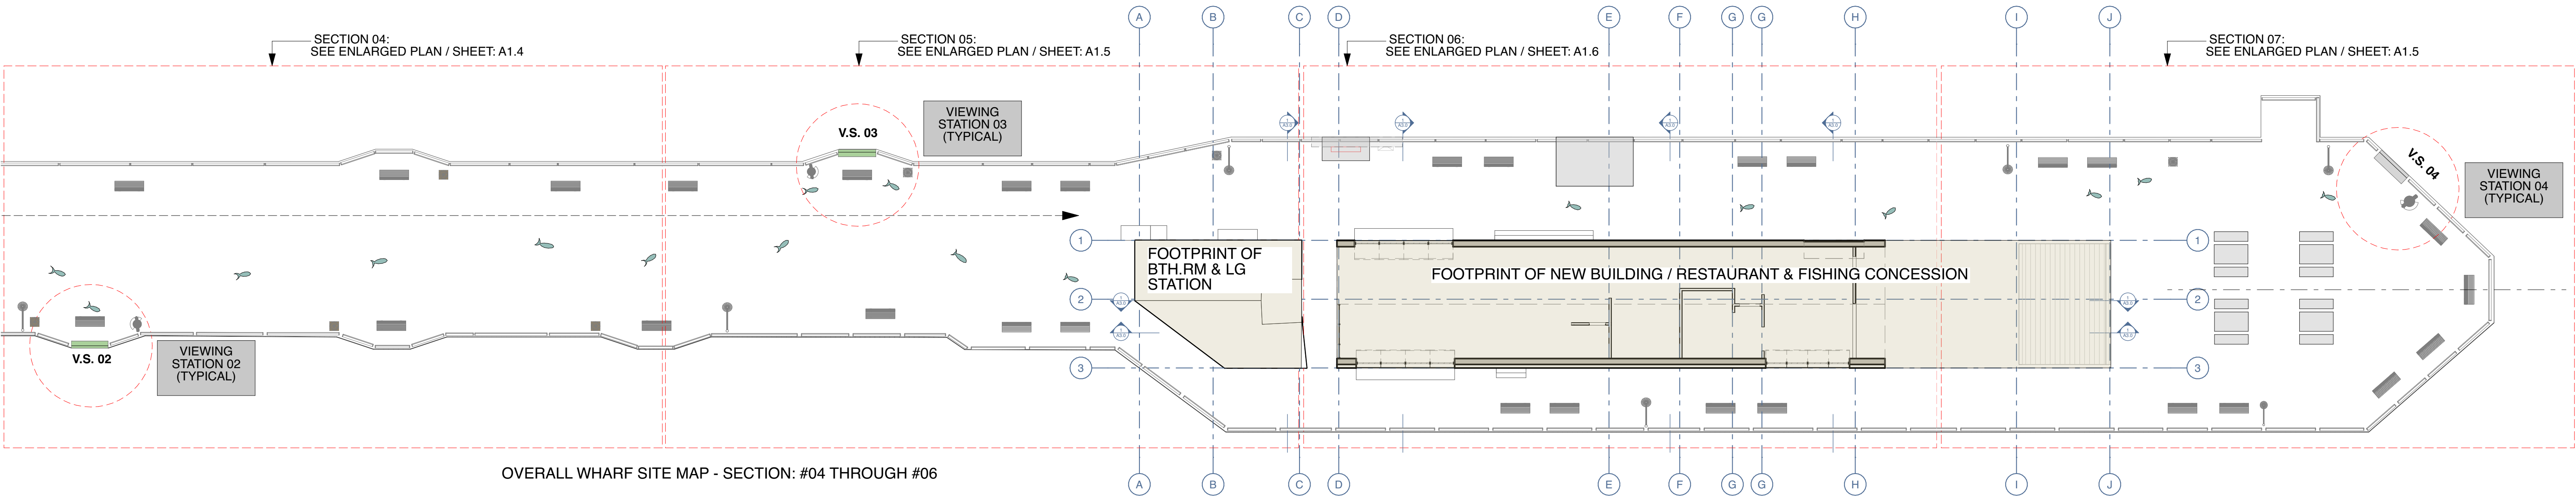 A B C D E F G G H I J
SECTION 04:
SEE ENLARGED PLAN / SHEET: A1.4
SECTION 05:
SEE ENLARGED PLAN / SHEET: A1.5
SECTION 06:
SEE ENLARGED PLAN / SHEET: A1.6
SECTION 07:
SEE ENLARGED PLAN / SHEET: A1.5
V.S. 03
VIEWING
STATION 03
(TYPICAL)
V.S. 04
VIEWING
STATION 04
(TYPICAL)
1
1
FOOTPRINT OF
BTH.RM & LG
STATION
FOOTPRINT OF NEW BUILDING / RESTAURANT & FISHING CONCESSION
2
2
V.S. 02
VIEWING
STATION 02
(TYPICAL)
3
3
OVERALL WHARF SITE MAP - SECTION: #04 THROUGH #06
A B C D E F G G H I J